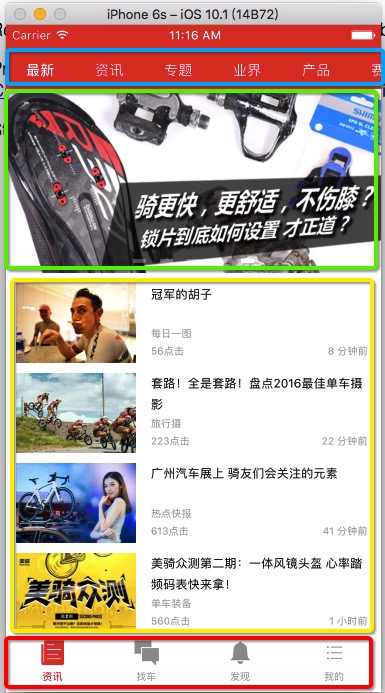 iPhone 6s – iOS 10.1 (14B72)
Carrier 11:16 AM
最新 资讯 专题 业界 产品
SHIMA
骑更快，更舒适，不伤膝？
锁片到底如何设置 才正道？
冠军的胡子
每日一图
56点击 8 分钟前
套路！全是套路！盘点2016最佳单车摄
影
旅行摄
223点击 22 分钟前
广州汽车展上 骑友们会关注的元素
热点快报
613点击 41 分钟前
美骑众测
美骑众测第二期：一体风镜头盔 心率踏
频码表快来拿！
单车装备
560点击 1 小时前
资讯 找车 发现 我的